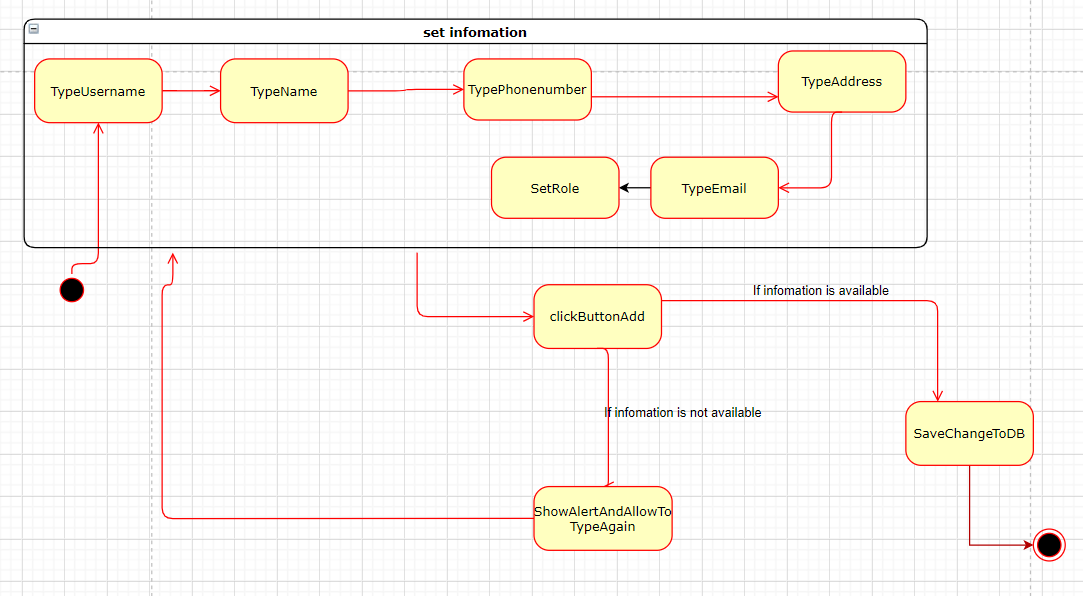 set infomation
TypeUsername
TypeName
TypePhonenumber
TypeAddress
SetRole
TypeEmail
clickButtonAdd
If infomation is available
If infomation is not available
SaveChangeToDB
ShowAlertAndAllowTo
TypeAgain